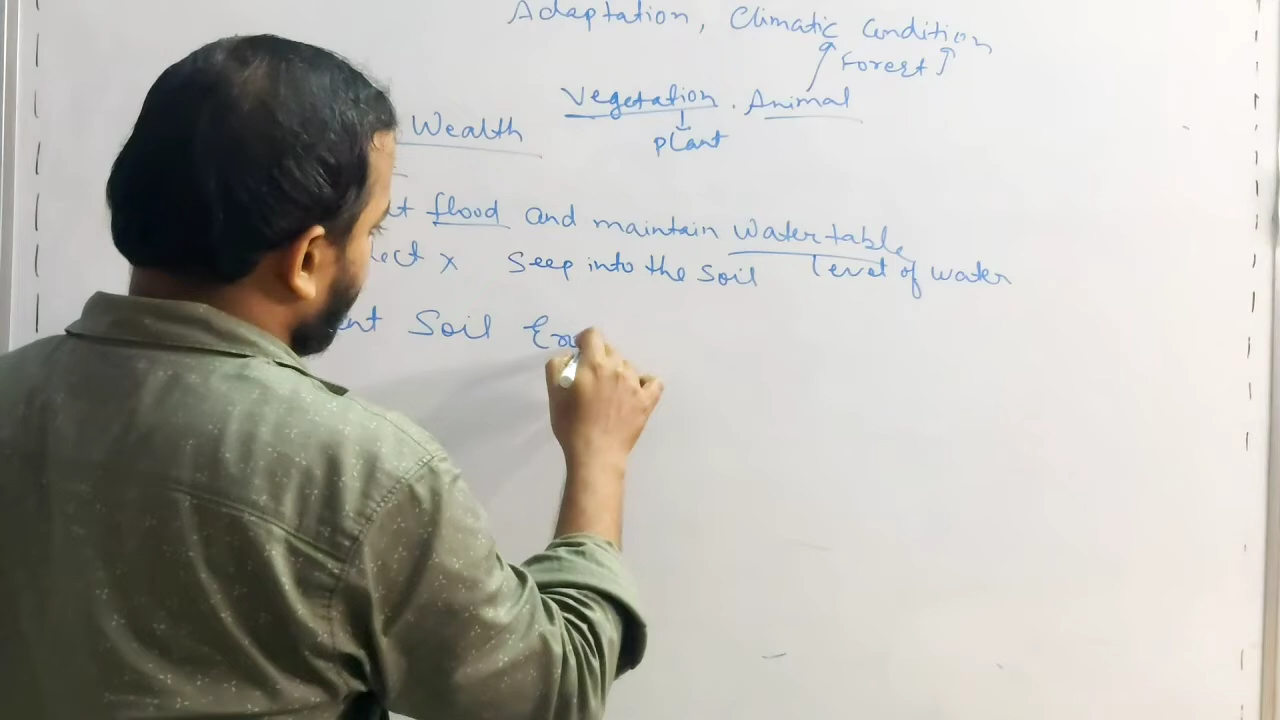 Adaptation, Climatic Condition
Forest
Vegetation. Animal
Wealth
plant
flood and maintain Water table
x Seep into the Soil level of water
Soil